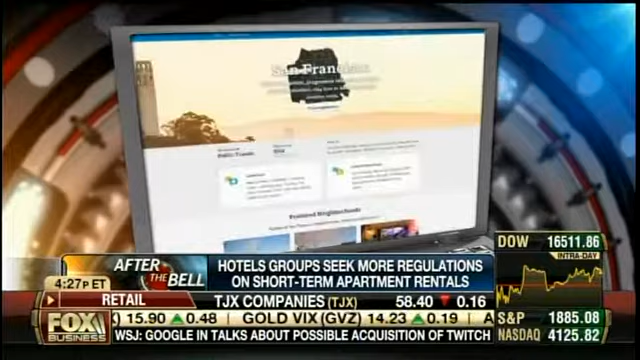 San Francisco
Public Transit
Featured Neighborhoods
AFTER
THE
BELL
HOTELS GROUPS SEEK MORE REGULATIONS
ON SHORT-TERM APARTMENT RENTALS
4:27P ET
RETAIL
TJX COMPANIES (TJX) 58.40 ▼ 0.16
DOW 16511.86
INTRA-DAY
S&P 1885.08
NASDAQ 4125.82
FOX
BUSINESS
) 15.90 ▲ 0.48 GOLD VIX (GVZ) 14.23 ▲ 0.19 A
WSJ: GOOGLE IN TALKS ABOUT POSSIBLE ACQUISITION OF TWITCH